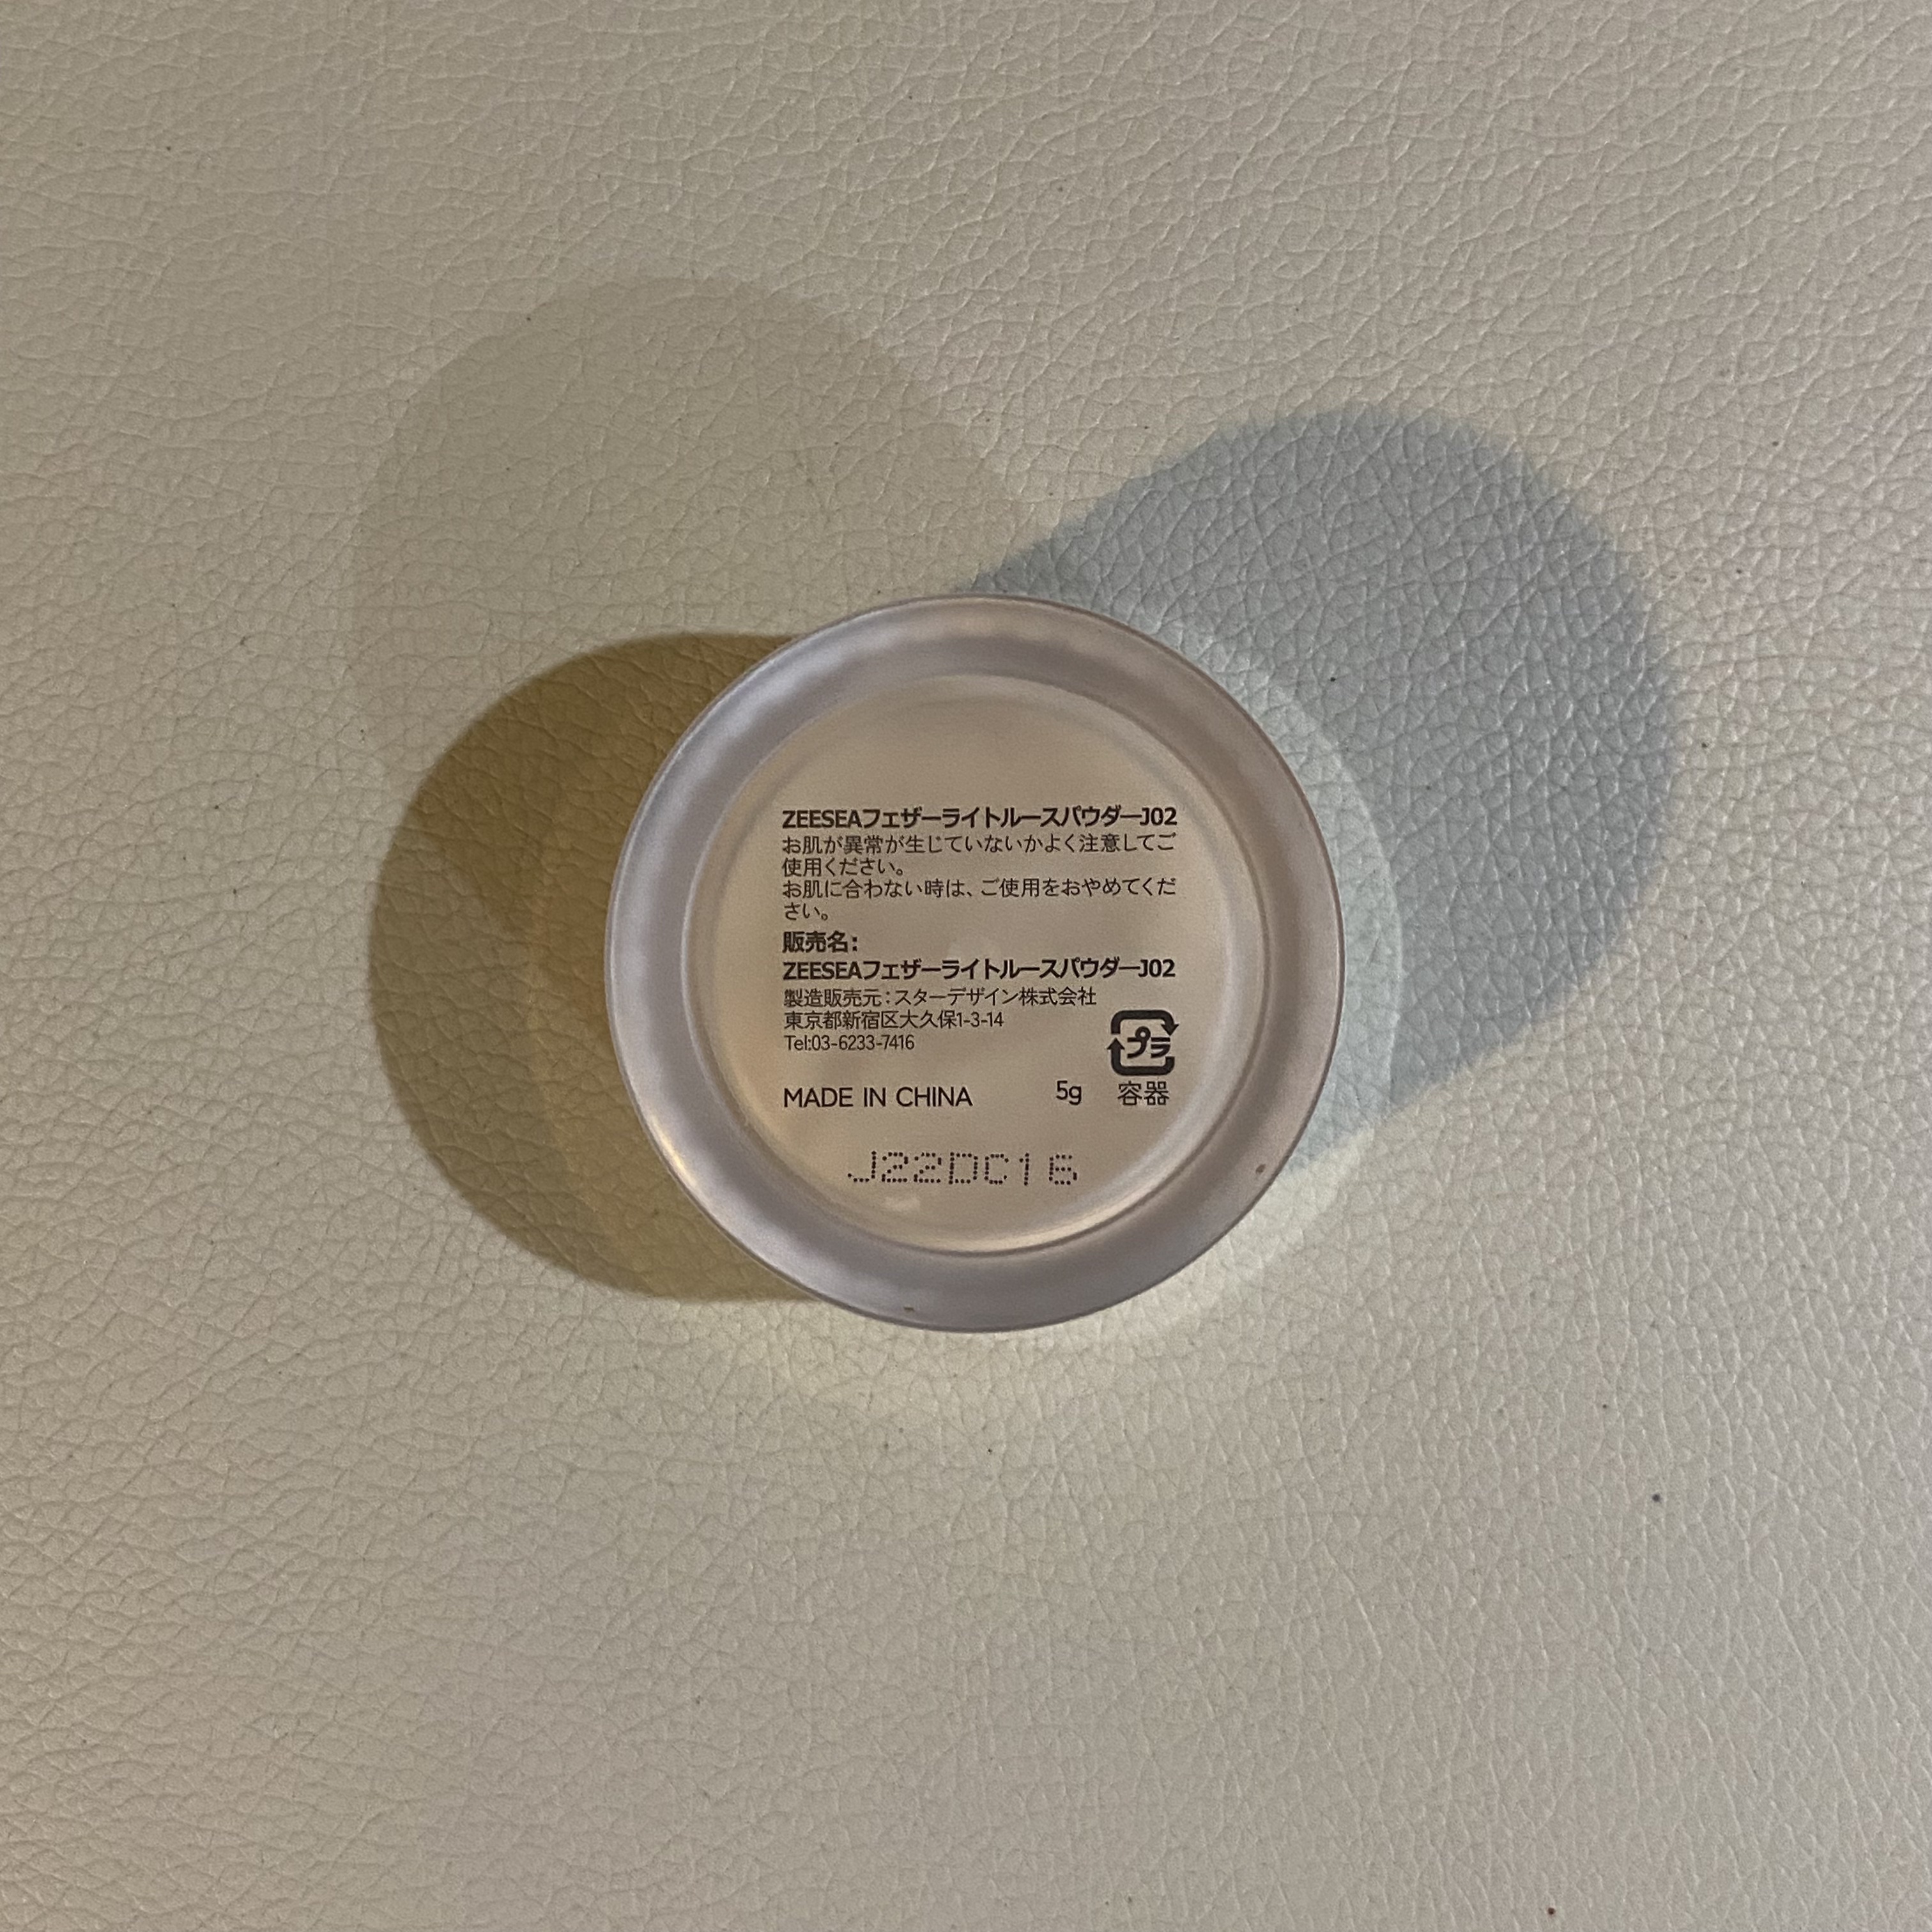 ZEESEAフェザーライトルースパウダーJ02
お肌が異常が生じていないかよく注意してご
使用ください。
お肌に合わない時は、ご使用をおやめてくだ
さい。
販売名：
ZEESEAフェザーライトルースパウダーJ02
製造販売元：スターデザイン株式会社
東京都新宿区大久保1-3-14
Tel:03-6233-7416
プラ
MADE IN CHINA 5g 容器
J22DC16